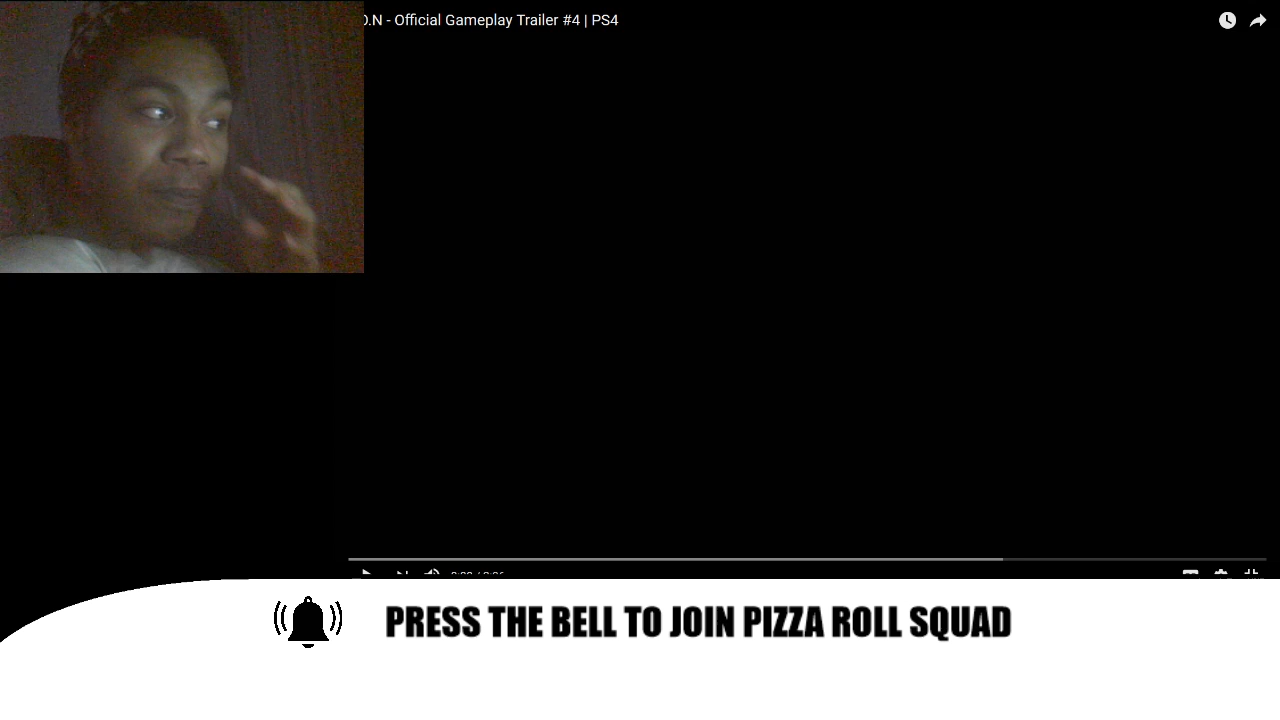 .N - Official Gameplay Trailer #4 | PS4
PRESS THE BELL TO JOIN PIZZA ROLL SQUAD